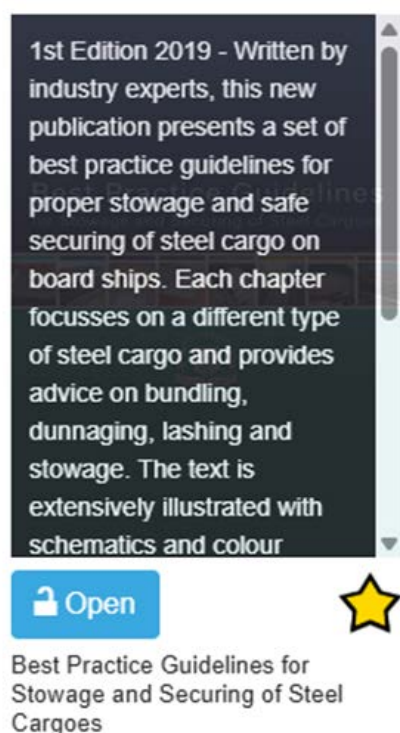 1st Edition 2019 - Written by
industry experts, this new
publication presents a set of
best practice guidelines for
proper stowage and safe
securing of steel cargo on
board ships. Each chapter
focusses on a different type
of steel cargo and provides
advice on bundling,
dunnaging, lashing and
stowage. The text is
extensively illustrated with
schematics and colour
Open
Best Practice Guidelines for
Stowage and Securing of Steel
Cargoes